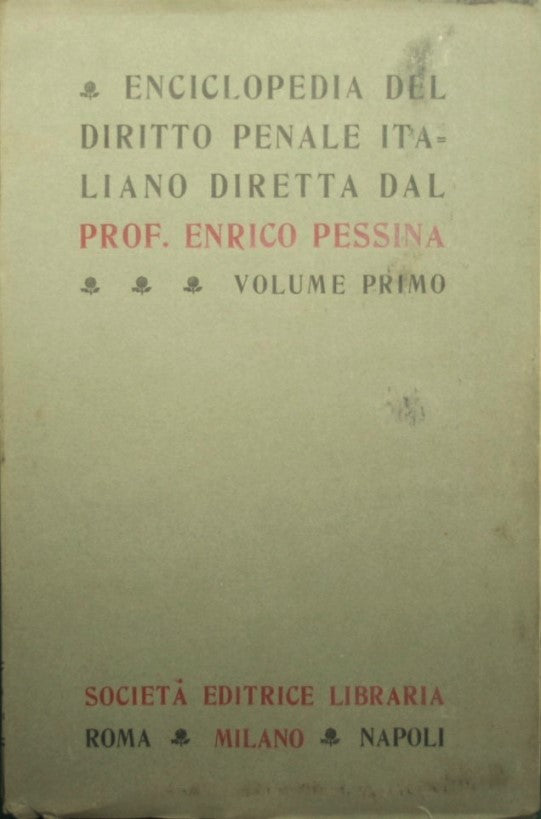 ENCICLOPEDIA DEL
DIRITTO PENALE ITA=
LIANO DIRETTA DAL
PROF. ENRICO PESSINA
VOLUME PRIMO
SOCIETÀ EDITRICE LIBRARIA
ROMA MILANO NAPOLI